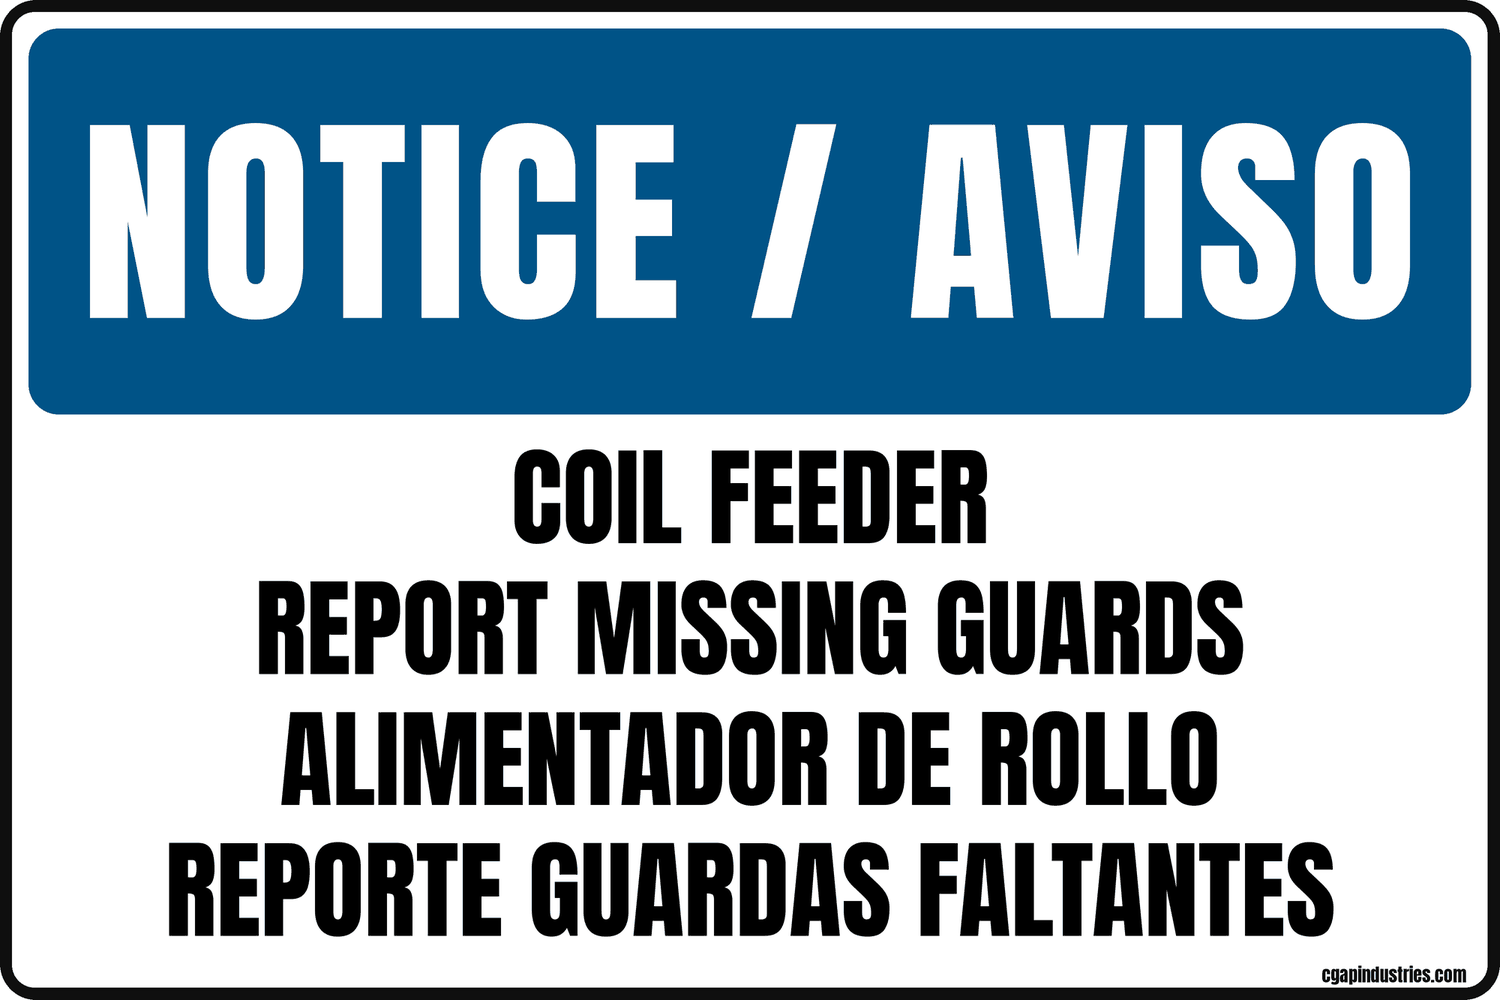 NOTICE / AVISO
COIL FEEDER
REPORT MISSING GUARDS
ALIMENTADOR DE ROLLO
REPORTE GUARDAS FALTANTES
cgapindustries.com